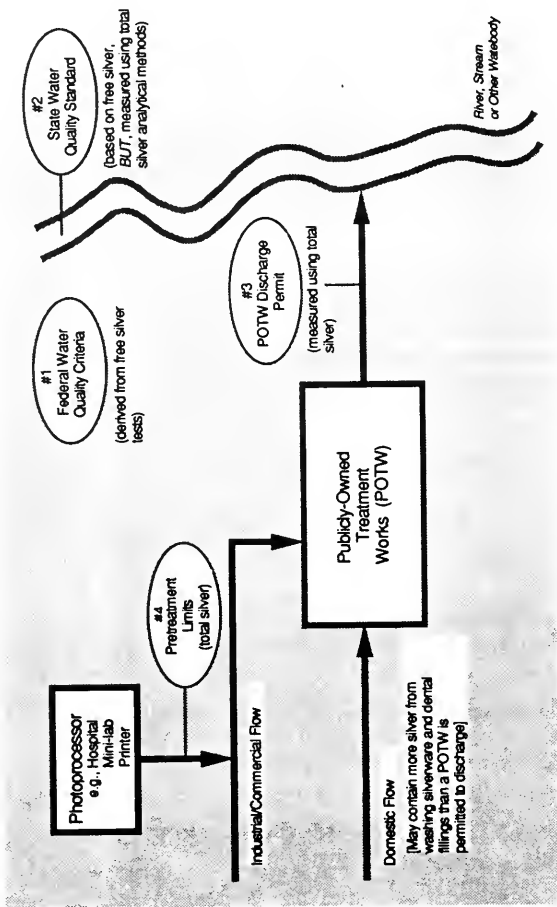 Photoprocessor
e.g., Hospital
Mini-lab
Printer
#4
Pretreatment
Limits
(total silver)
Industrial/Commercial Flow
Domestic Flow
[May contain more silver from
washing silverware and dental
fillings than a POTW is
permitted to discharge]
Publicly-Owned
Treatment
Works (POTW)
#1
Federal Water
Quality Criteria
(derived from free silver
tests)
#3
POTW Discharge
Permit
(measured using total
silver)
#2
State Water
Quality Standard
(based on free silver,
BUT, measured using total
silver analytical methods)
River, Stream
or Other Waterbody